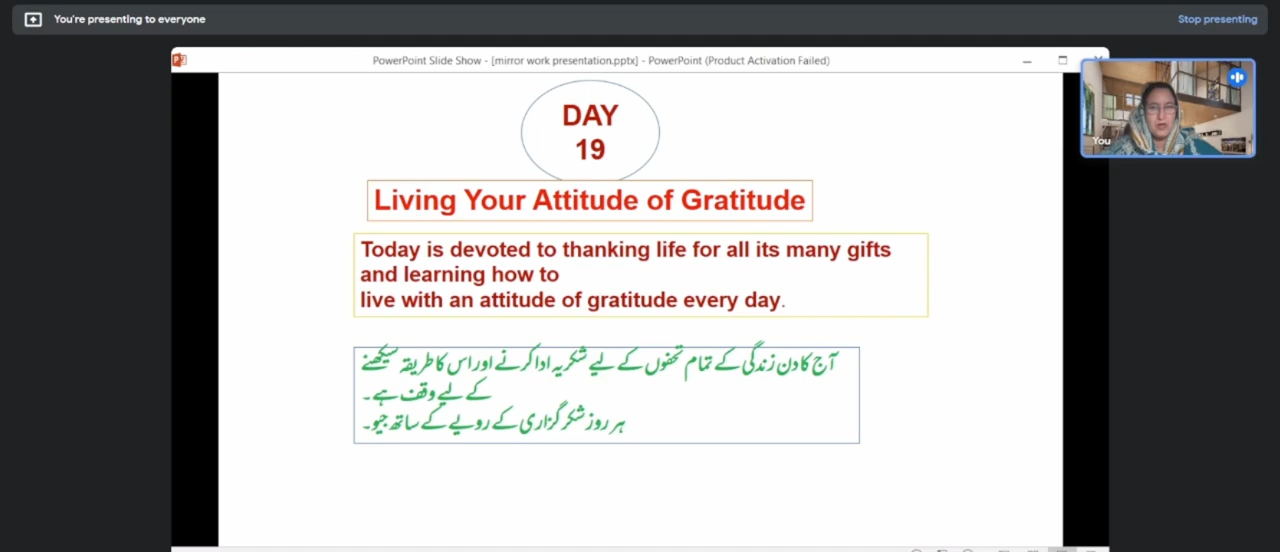 You're presenting to everyone
Stop presenting
PowerPoint Slide Show - [mirror work presentation.pptx] - PowerPoint (Product Activation Failed)
You
DAY
19
Living Your Attitude of Gratitude
Today is devoted to thanking life for all its many gifts
and learning how to
live with an attitude of gratitude every day.
آج کا دن زندگی کے تمام تحفوں کے لیے شکریہ ادا کرنے اور اس کا طریقہ سیکھنے
کے لیے وقف ہے۔
ہر روز شکر گزاری کے رویے کے ساتھ جیو۔